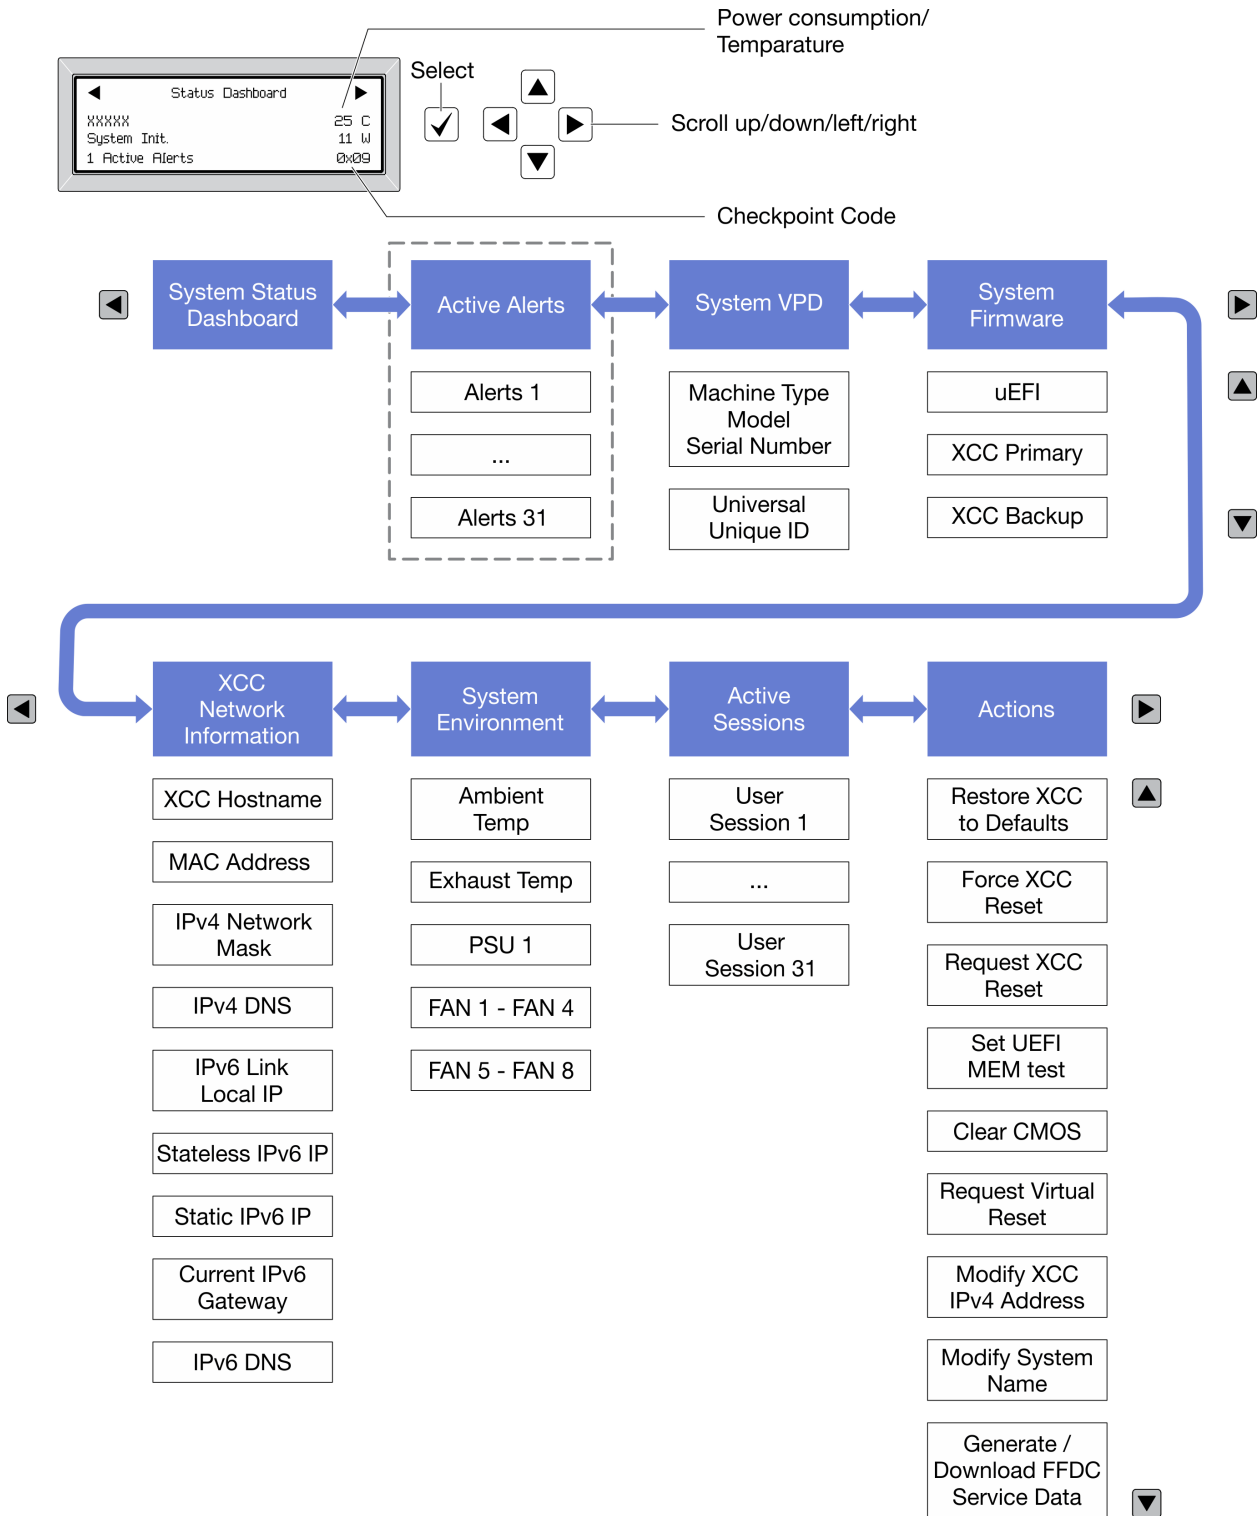 Power consumption/
Temparature
Select
Status Dashboard
XXXXX 25 C
System Init. 11 W
1 Active Alerts 0x09
Scroll up/down/left/right
Checkpoint Code
System Status
Dashboard
Active Alerts
System VPD
System
Firmware
Alerts 1
...
Alerts 31
Machine Type
Model
Serial Number
Universal
Unique ID
uEFI
XCC Primary
XCC Backup
XCC
Network
Information
System
Environment
Active
Sessions
Actions
XCC Hostname
MAC Address
IPv4 Network
Mask
IPv4 DNS
IPv6 Link
Local IP
Stateless IPv6 IP
Static IPv6 IP
Current IPv6
Gateway
IPv6 DNS
Ambient
Temp
Exhaust Temp
PSU 1
FAN 1 - FAN 4
FAN 5 - FAN 8
User
Session 1
...
User
Session 31
Restore XCC
to Defaults
Force XCC
Reset
Request XCC
Reset
Set UEFI
MEM test
Clear CMOS
Request Virtual
Reset
Modify XCC
IPv4 Address
Modify System
Name
Generate /
Download FFDC
Service Data